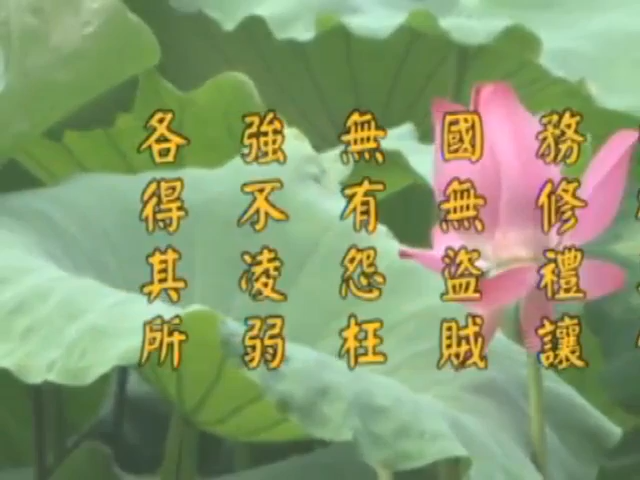 務修禮讓
國無盜賊
無有怨枉
強不凌弱
各得其所